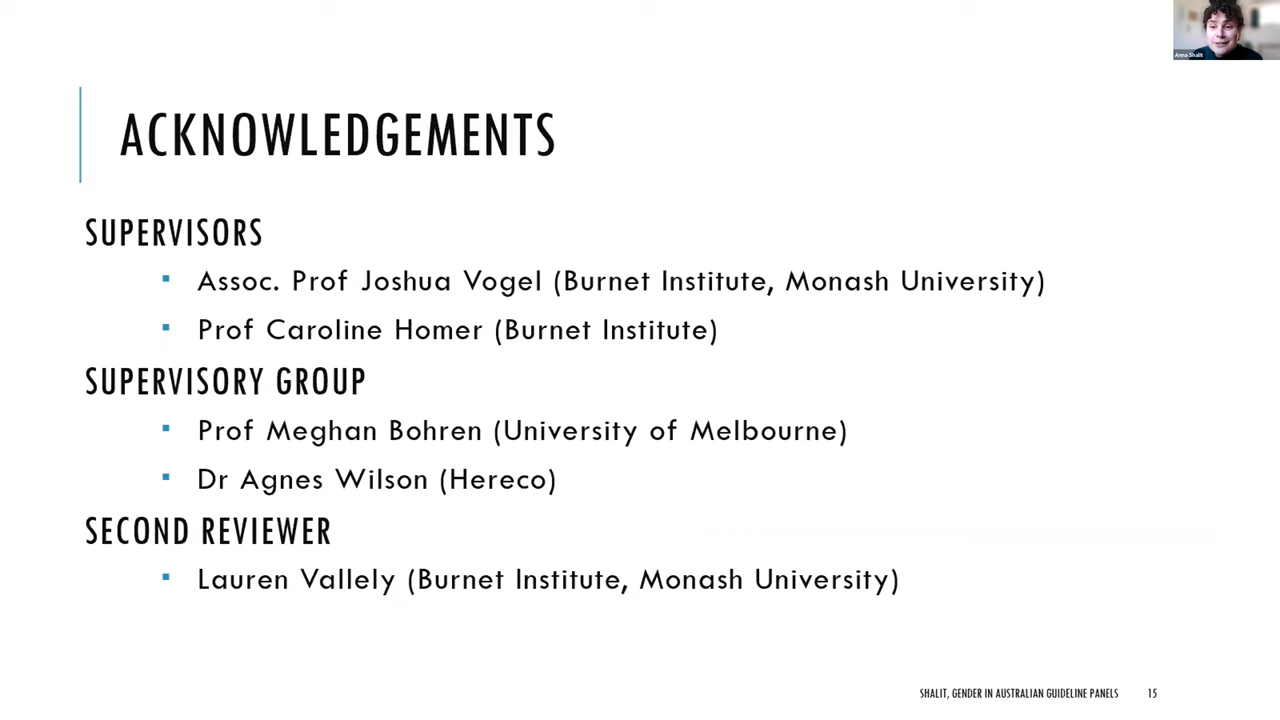 Anna Shalit
ACKNOWLEDGEMENTS
SUPERVISORS
▪ Assoc. Prof Joshua Vogel (Burnet Institute, Monash University)
▪ Prof Caroline Homer (Burnet Institute)
SUPERVISORY GROUP
▪ Prof Meghan Bohren (University of Melbourne)
▪ Dr Agnes Wilson (Hereco)
SECOND REVIEWER
▪ Lauren Vallely (Burnet Institute, Monash University)
SHALIT, GENDER IN AUSTRALIAN GUIDELINE PANELS 15